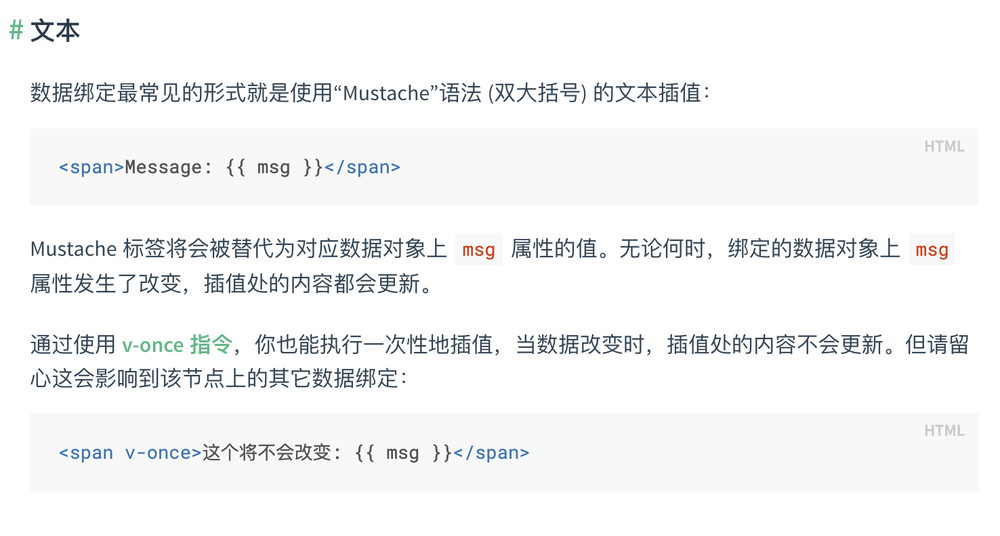 # 文本
数据绑定最常见的形式就是使用“Mustache”语法 (双大括号) 的文本插值：
HTML
<span>Message: {{ msg }}</span>
Mustache 标签将会被替代为对应数据对象上 msg 属性的值。无论何时，绑定的数据对象上 msg
属性发生了改变，插值处的内容都会更新。
通过使用 v-once 指令，你也能执行一次性地插值，当数据改变时，插值处的内容不会更新。但请留
心这会影响到该节点上的其它数据绑定：
HTML
<span v-once>这个将不会改变: {{ msg }}</span>